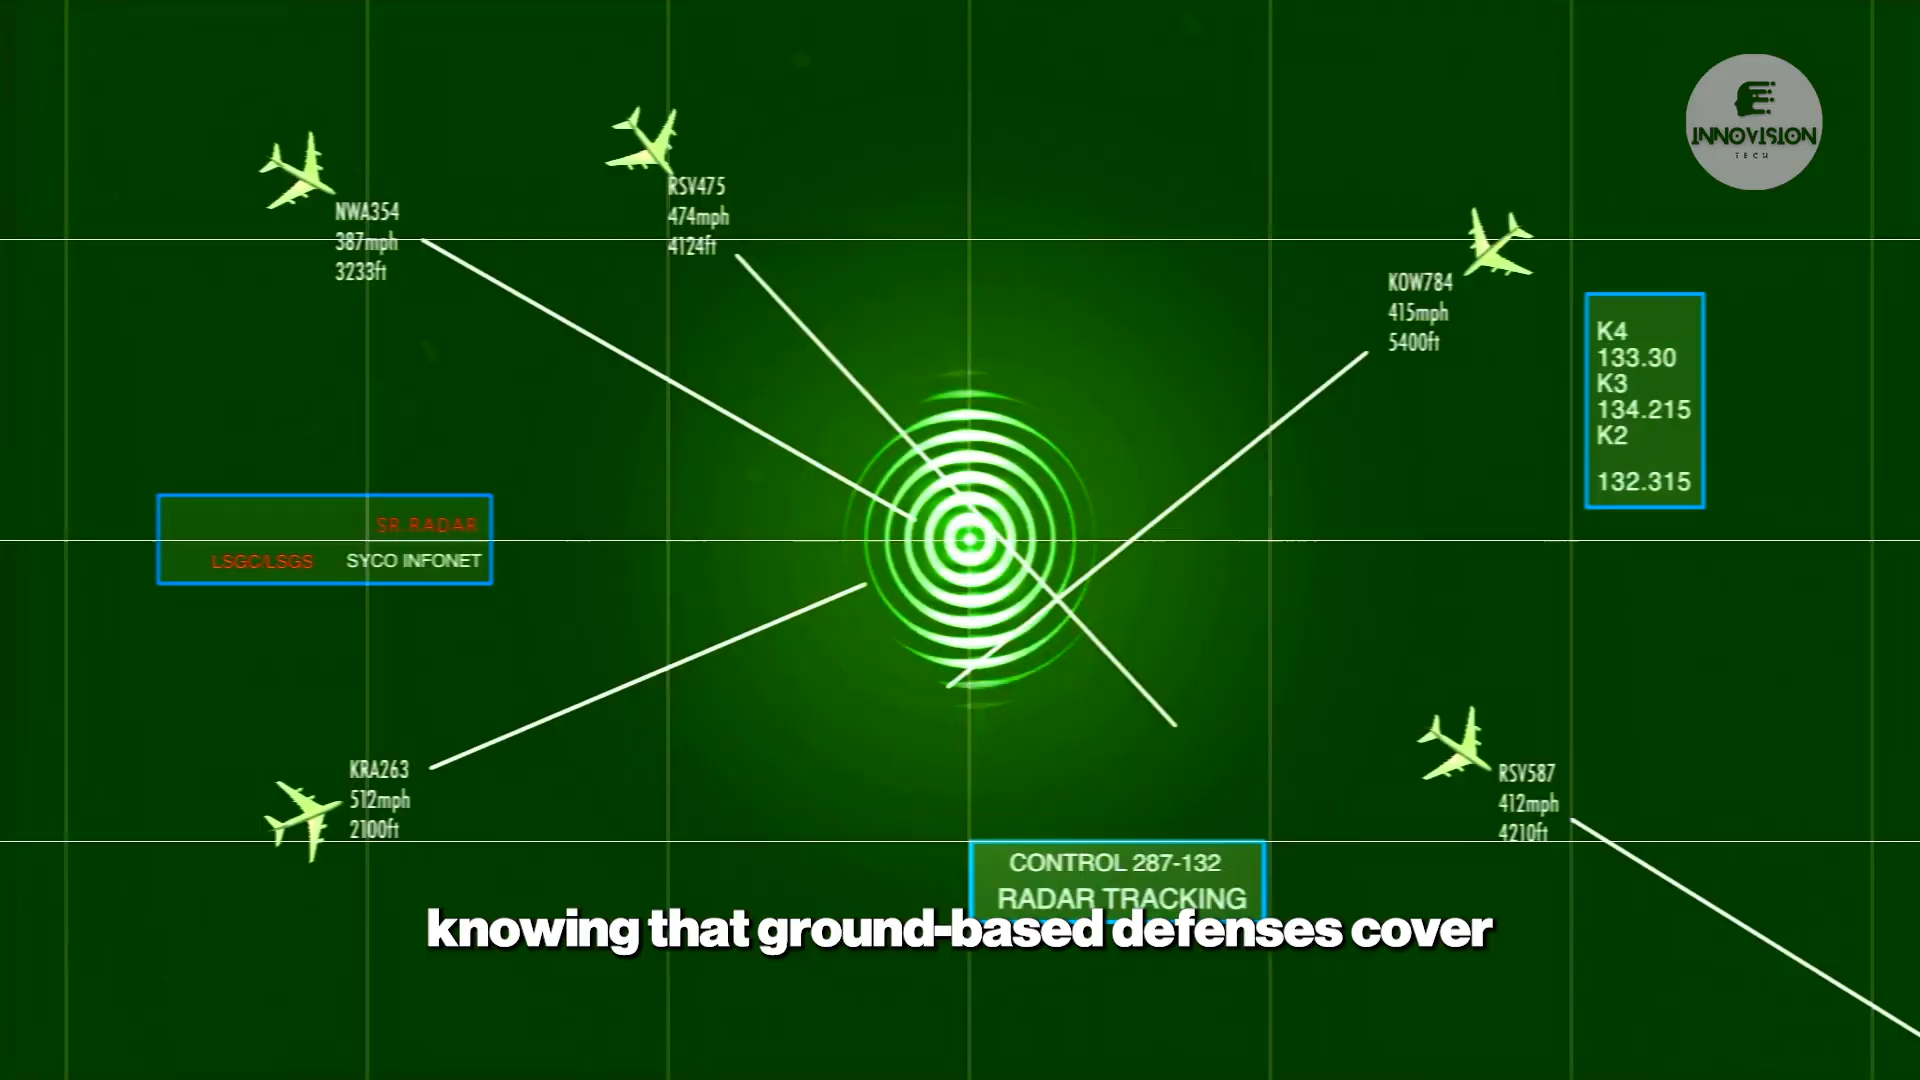 INNOVISION
TECH
NWA354
387mph
3233ft
RSV475
474mph
4124ft
KOW784
415mph
5400ft
K4
133.30
K3
134.215
K2
132.315
SR RADAR
LSGC/LSGS SYCO INFONET
KRA263
512mph
2100ft
RSV587
412mph
4210ft
CONTROL 287-132
RADAR TRACKING
knowing that ground-based defenses cover